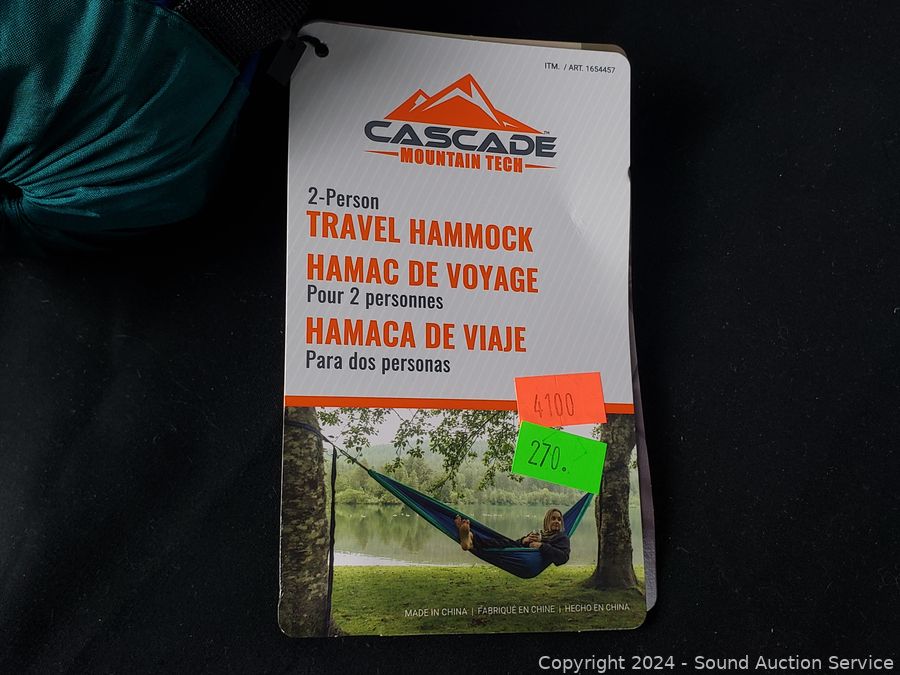 ITM. / ART. 1654457
CASCADE™
MOUNTAIN TECH
2-Person
TRAVEL HAMMOCK
HAMAC DE VOYAGE
Pour 2 personnes
HAMACA DE VIAJE
Para dos personas
4100
270.
MADE IN CHINA | FABRIQUÉ EN CHINE | HECHO EN CHINA
Copyright 2024 - Sound Auction Service